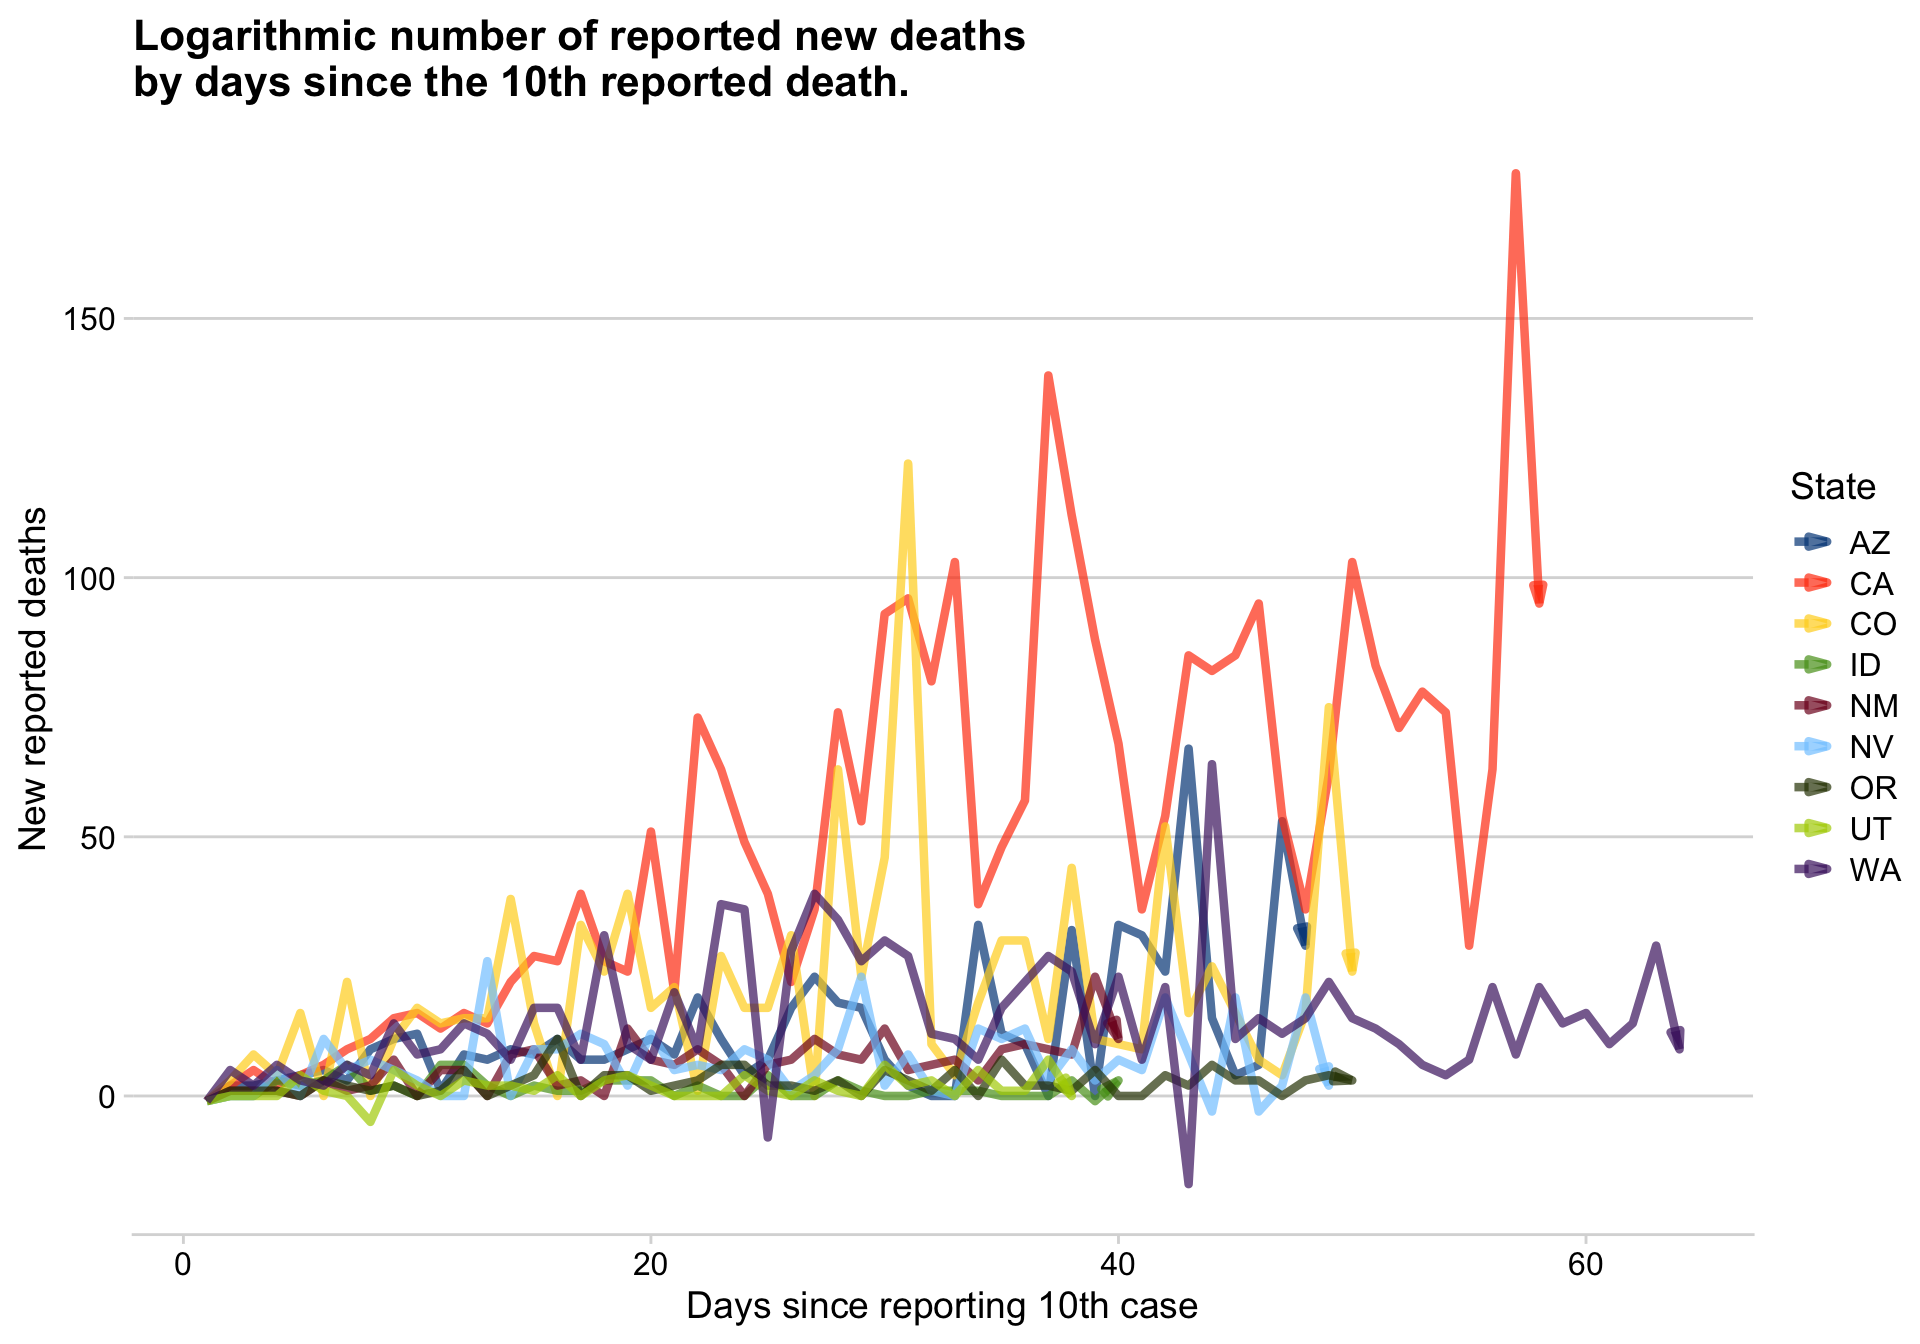 Logarithmic number of reported new deaths
by days since the 10th reported death.
New reported deaths
150
100
50
0
0
20
40
60
Days since reporting 10th case
State
AZ
CA
CO
ID
NM
NV
OR
UT
WA